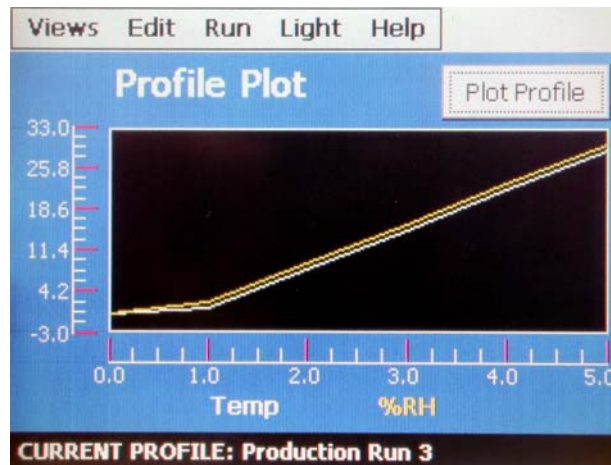 Views Edit Run Light Help
Profile Plot
Plot Profile
33.0
25.8
18.6
11.4
4.2
-3.0
0.0 1.0 2.0 3.0 4.0 5.0
Temp %RH
CURRENT PROFILE: Production Run 3